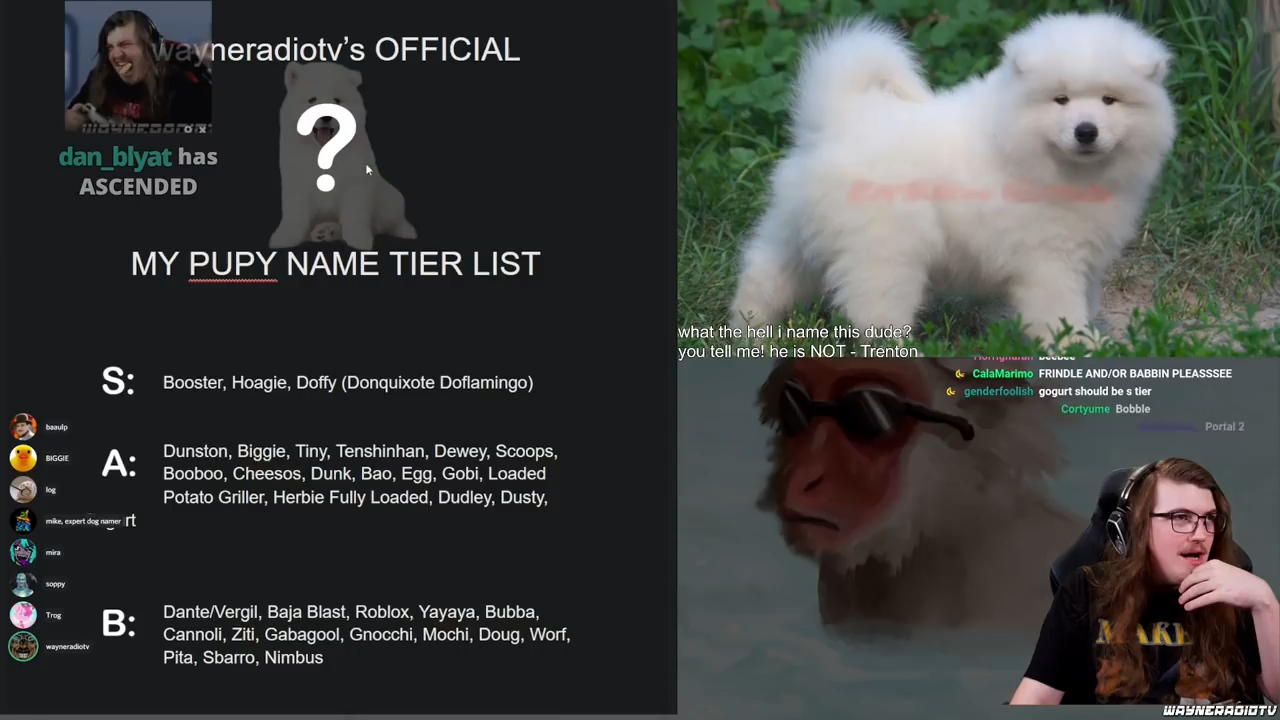 wayneradiotv's OFFICIAL
WAYNERADIOTV
dan_blyat has
ASCENDED
MY PUPY NAME TIER LIST
S: Booster, Hoagie, Doffy (Donquixote Doflamingo)
A: Dunston, Biggie, Tiny, Tenshinhan, Dewey, Scoops,
Booboo, Cheesos, Dunk, Bao, Egg, Gobi, Loaded
Potato Griller, Herbie Fully Loaded, Dudley, Dusty,
B: Dante/Vergil, Baja Blast, Roblox, Yayaya, Bubba,
Cannoli, Ziti, Gabagool, Gnocchi, Mochi, Doug, Worf,
Pita, Sbarro, Nimbus
baaulp
BIGGIE
log
mike, expert dog namer
mira
soppy
Trog
wayneradiotv
what the hell i name this dude?
you tell me! he is NOT - Trenton
CalaMarimo FRINDLE AND/OR BABBIN PLEASSSEE
genderfoolish gogurt should be s tier
Cortyume Bobble
Portal 2
WAYNERADIOTV